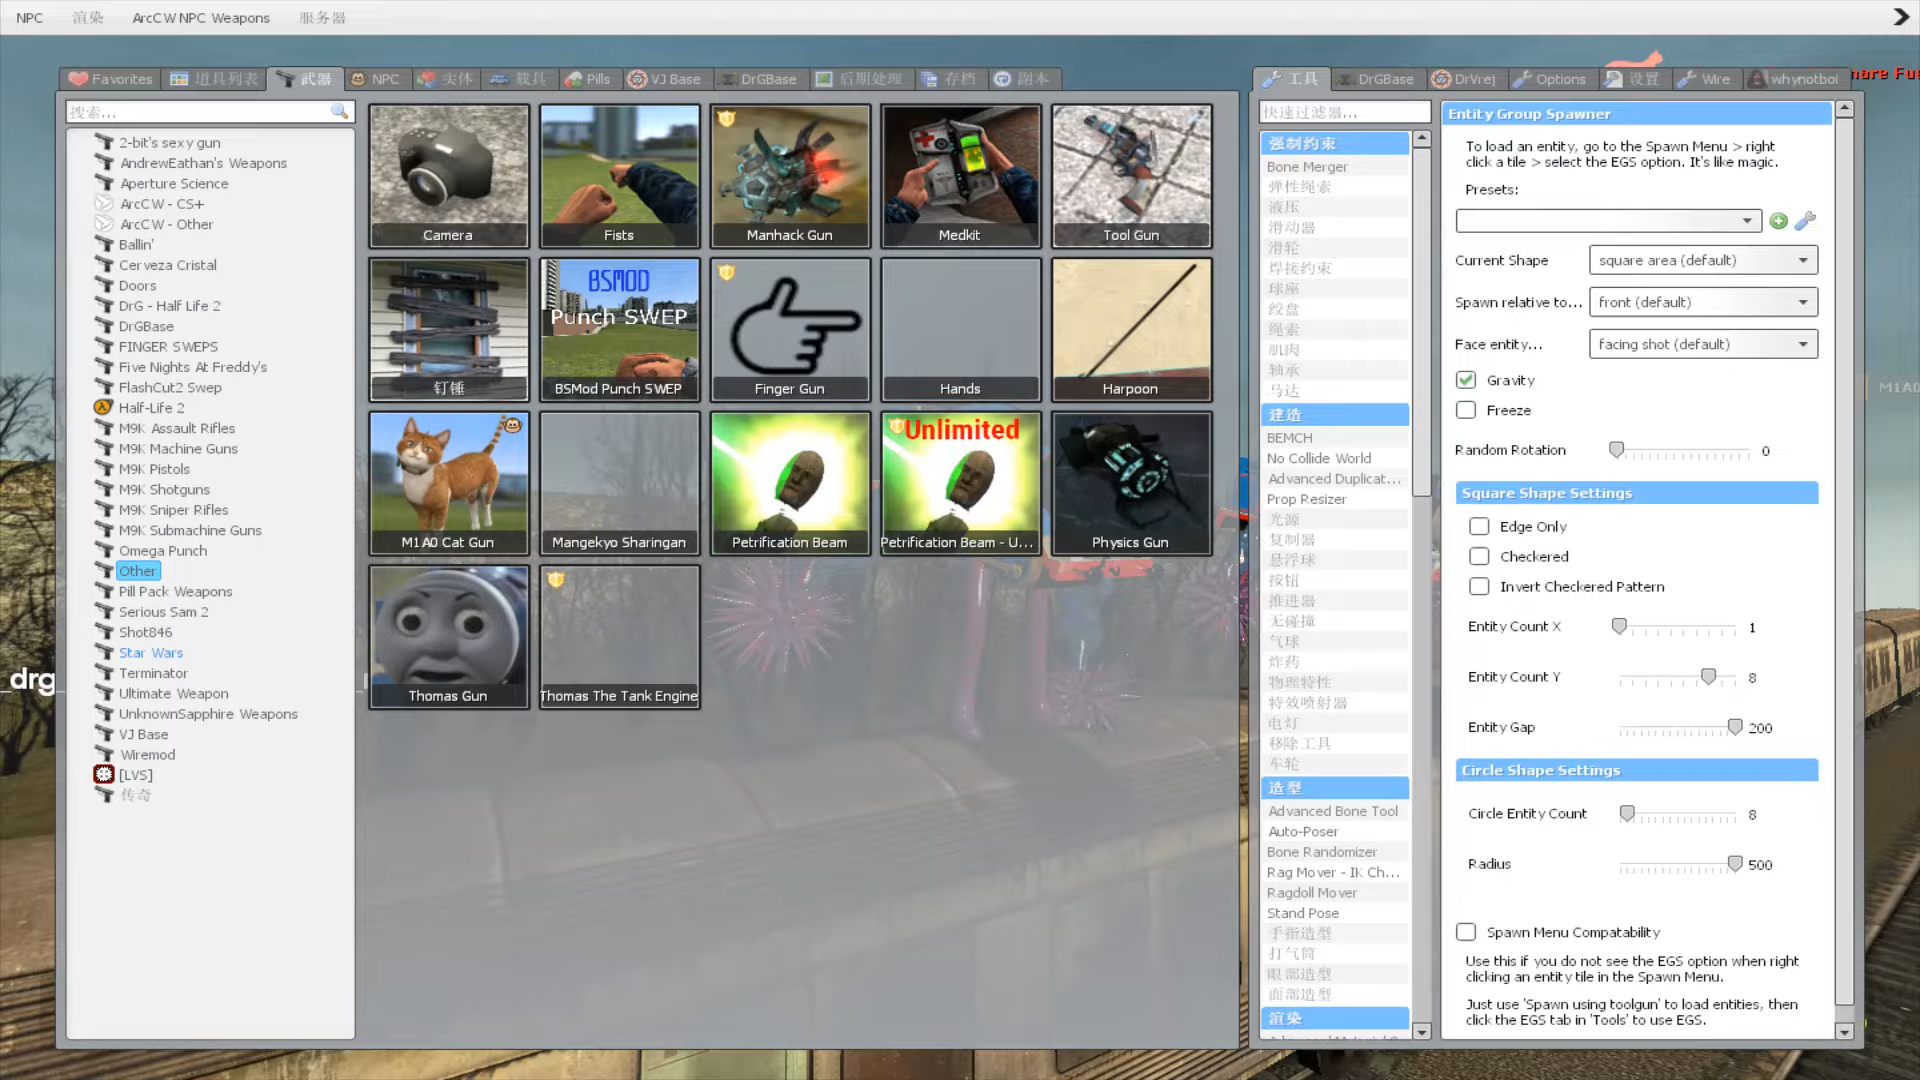 NPC
渲染
ArcCW NPC Weapons
服务器
Favorites
道具列表
武器
NPC
实体
载具
Pills
VJ Base
DrGBase
后期处理
存档
副本
搜索...
2-bit's sexy gun
AndrewEathan's Weapons
Aperture Science
ArcCW - CS+
ArcCW - Other
Ballin'
Cerveza Cristal
Doors
DrG - Half Life 2
DrGBase
FINGER SWEPS
Five Nights At Freddy's
FlashCut2 Swep
Half-Life 2
M9K Assault Rifles
M9K Machine Guns
M9K Pistols
M9K Shotguns
M9K Sniper Rifles
M9K Submachine Guns
Omega Punch
Other
Pill Pack Weapons
Serious Sam 2
Shot846
Star Wars
Terminator
Ultimate Weapon
UnknownSapphire Weapons
VJ Base
Wiremod
[LVS]
传奇
Camera
Fists
Manhack Gun
Medkit
Tool Gun
钉锤
BSMOD
Punch SWEP
BSMod Punch SWEP
Finger Gun
Hands
Harpoon
M1A0 Cat Gun
Mangekyo Sharingan
Petrification Beam
Unlimited
Petrification Beam - U...
Physics Gun
Thomas Gun
Thomas The Tank Engine
_drg
工具
DrGBase
DrVrej
Options
设置
Wire
whynotboi
快速过滤器...
强制约束
Bone Merger
弹性绳索
液压
滑动器
滑轮
焊接约束
球座
绞盘
绳索
肌肉
轴承
马达
建造
BEMCH
No Collide World
Advanced Duplicat...
Prop Resizer
光源
复制器
悬浮球
按钮
推进器
无碰撞
气球
炸药
物理特性
特效喷射器
电灯
移除工具
车轮
造型
Advanced Bone Tool
Auto-Poser
Bone Randomizer
Rag Mover - IK Ch...
Ragdoll Mover
Stand Pose
手指造型
打气筒
眼部造型
面部造型
渲染
Entity Group Spawner
To load an entity, go to the Spawn Menu > right
click a tile > select the EGS option. It's like magic.
Presets:
Current Shape
square area (default)
Spawn relative to...
front (default)
Face entity...
facing shot (default)
Gravity
Freeze
Random Rotation
0
Square Shape Settings
Edge Only
Checkered
Invert Checkered Pattern
Entity Count X
1
Entity Count Y
8
Entity Gap
200
Circle Shape Settings
Circle Entity Count
8
Radius
500
Spawn Menu Compatability
Use this if you do not see the EGS option when right
clicking an entity tile in the Spawn Menu.
Just use 'Spawn using toolgun' to load entities, then
click the EGS tab in 'Tools' to use EGS.
M1A0